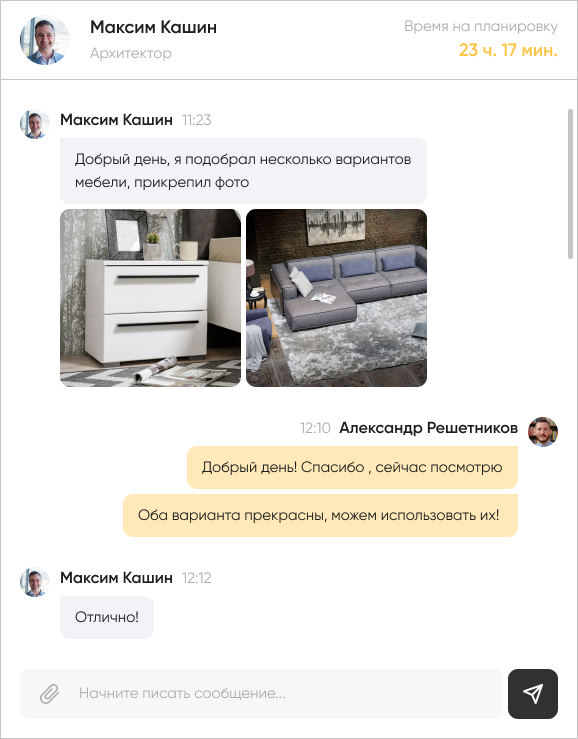 Максим Кашин
Архитектор
Время на планировку
23 ч. 17 мин.
Максим Кашин 11:23
Добрый день, я подобрал несколько вариантов
мебели, прикрепил фото
12:10 Александр Решетников
Добрый день! Спасибо , сейчас посмотрю
Оба варианта прекрасны, можем использовать их!
Максим Кашин 12:12
Отлично!
Начните писать сообщение...